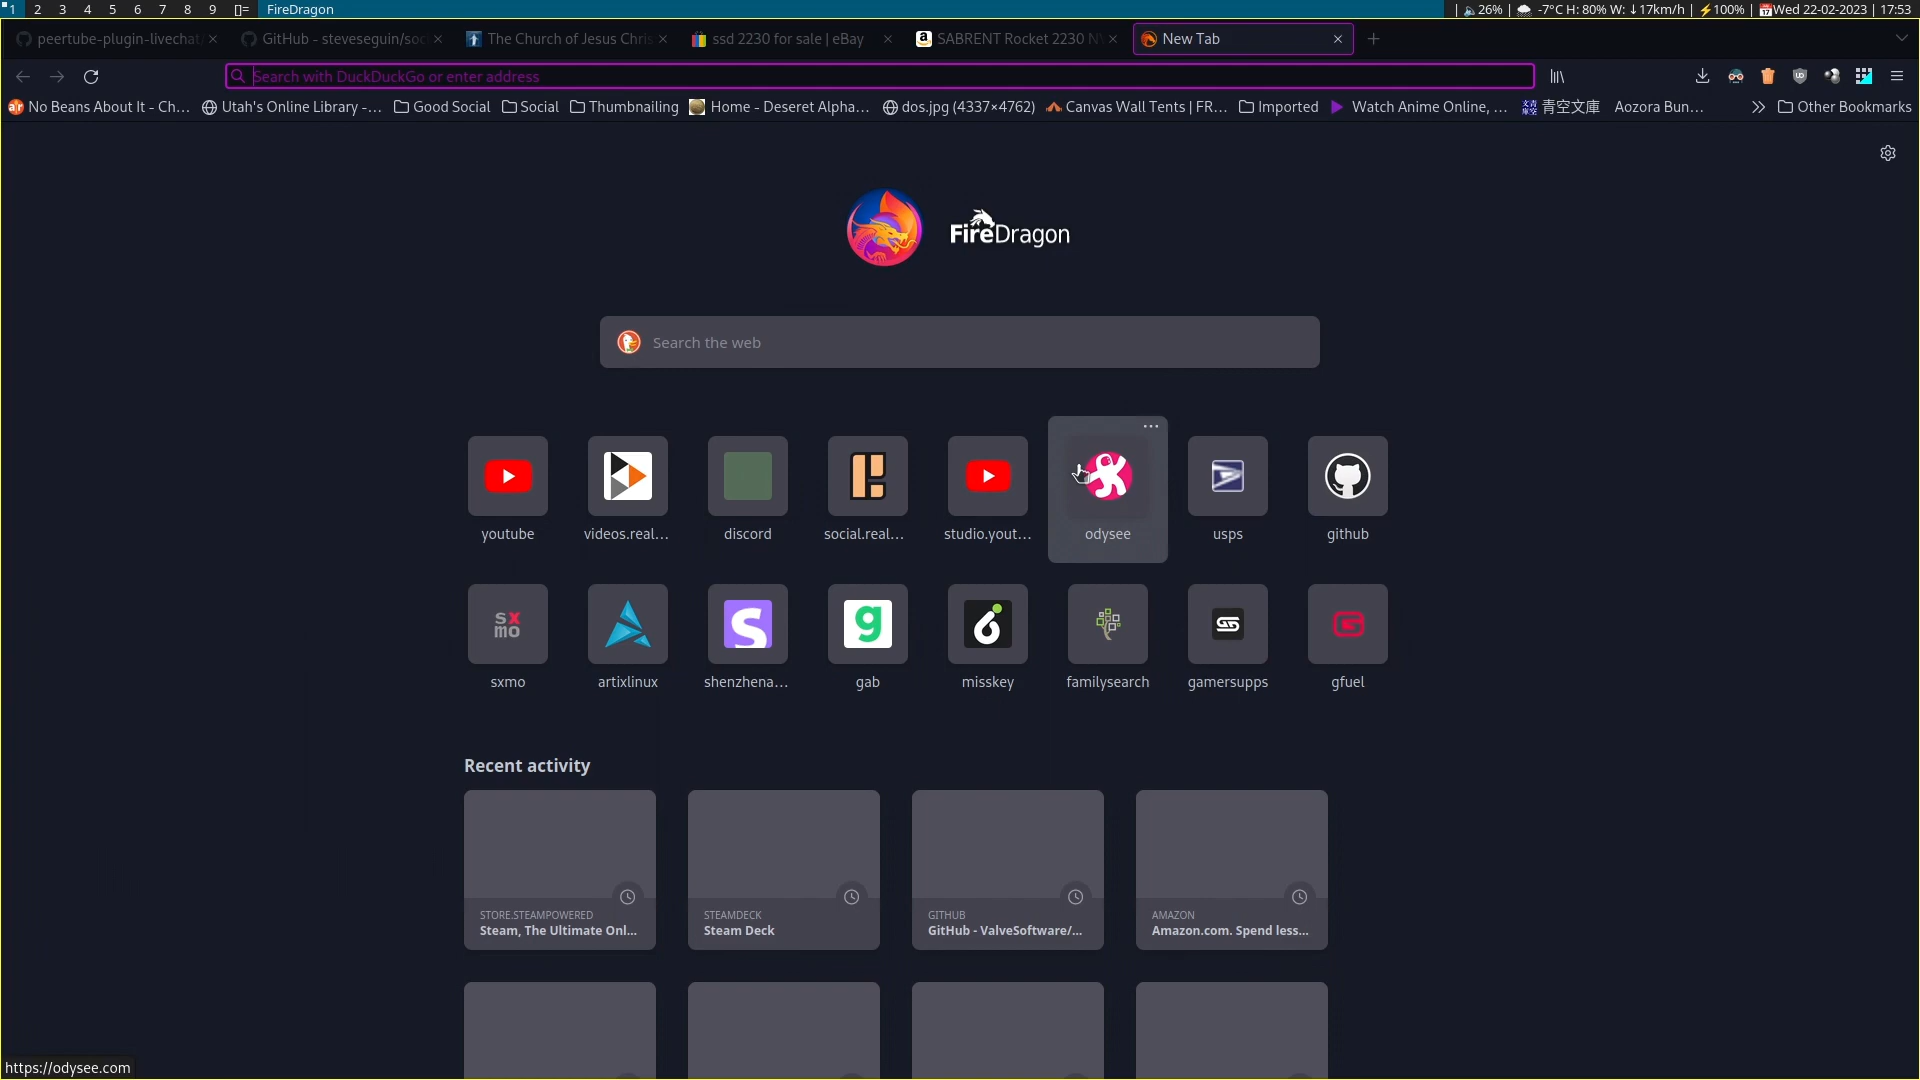 1 2 3 4 5 6 7 8 9 []= FireDragon | 26% | -7°C H: 80% W: ↓17km/h | ⚡100% | Wed 22-02-2023 | 17:53
peertube-plugin-livechat/ GitHub - steveseguin/soc The Church of Jesus Chris ssd 2230 for sale | eBay SABRENT Rocket 2230 NV New Tab
Search with DuckDuckGo or enter address
No Beans About It - Ch... Utah's Online Library -... Good Social Social Thumbnailing Home - Deseret Alpha... dos.jpg (4337×4762) Canvas Wall Tents | FR... Imported Watch Anime Online, ... 青空文庫 Aozora Bun... Other Bookmarks
FireDragon
Search the web
youtube videos.real... discord social.real... studio.yout... odysee usps github
sxmo artixlinux shenzhena... gab misskey familysearch gamersupps gfuel
Recent activity
STORE.STEAMPOWERED STEAMDECK GITHUB AMAZON
Steam, The Ultimate Onl... Steam Deck GitHub - ValveSoftware/... Amazon.com. Spend less...
https://odysee.com